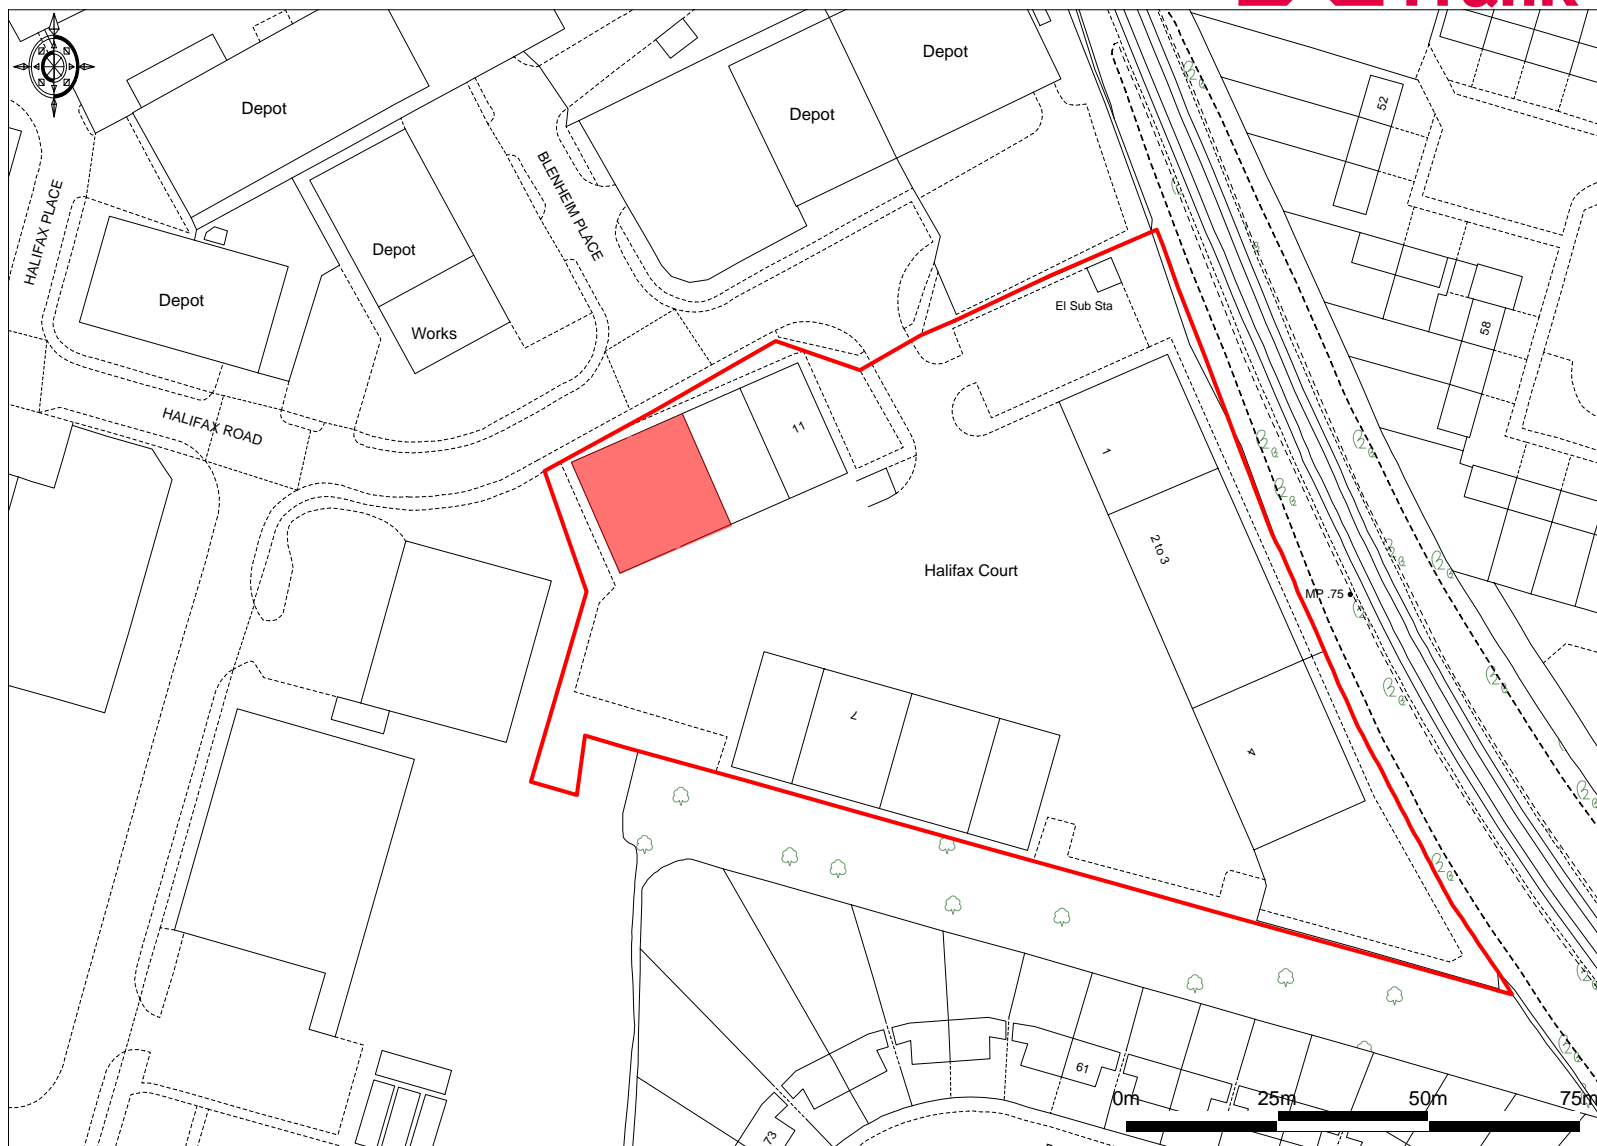 Depot
Depot
Depot
52
BLENHEIM PLACE
HALIFAX PLACE
Depot
Depot
El Sub Sta
58
Works
HALIFAX ROAD
11
1
2 to 3
Halifax Court
MP .75
7
4
61
73
0m
25m
50m
75m